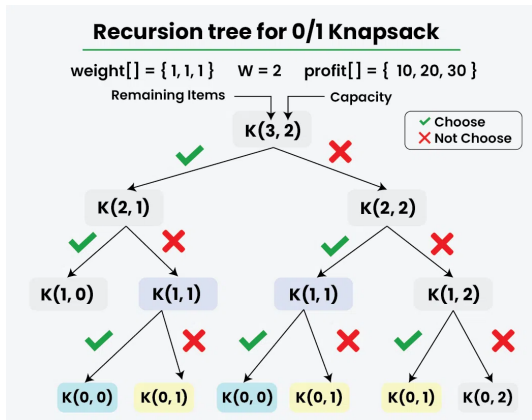 Recursion tree for 0/1 Knapsack
weight[] = { 1, 1, 1 } W = 2 profit[] = { 10, 20, 30 }
Remaining Items Capacity
K(3, 2)
Choose
Not Choose
K(2, 1) K(2, 2)
K(1, 0) K(1, 1) K(1, 1) K(1, 2)
K(0, 0) K(0, 1) K(0, 0) K(0, 1) K(0, 1) K(0, 2)